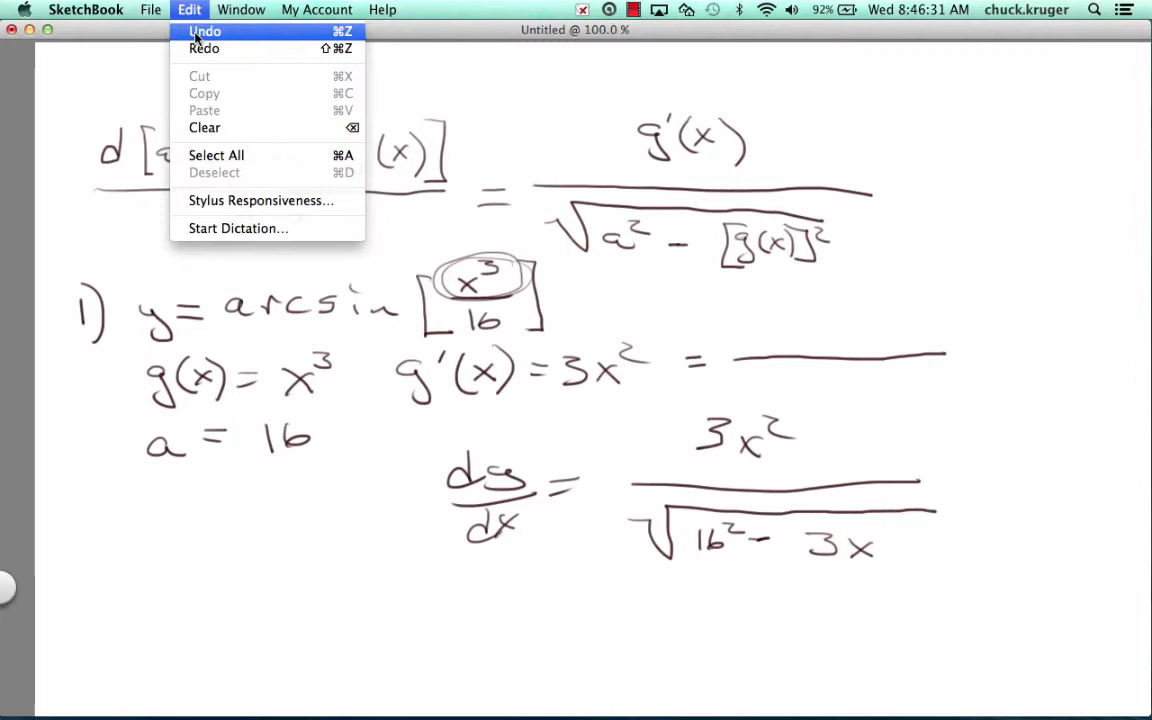 SketchBook File Edit Window My Account Help 92% Wed 8:46:31 AM chuck.kruger
Untitled @ 100.0 %
Undo ⌘Z
Redo ⇧⌘Z
Cut ⌘X
Copy ⌘C
Paste ⌘V
Clear ⌫
Select All ⌘A
Deselect ⌘D
Stylus Responsiveness...
Start Dictation...
d [a (x)] = g'(x)
√a² - [g(x)]²
1) y = arcsin [x³/16]
g(x) = x³ g'(x) = 3x² =
a = 16
dy/dx = 3x²
√16² - 3x